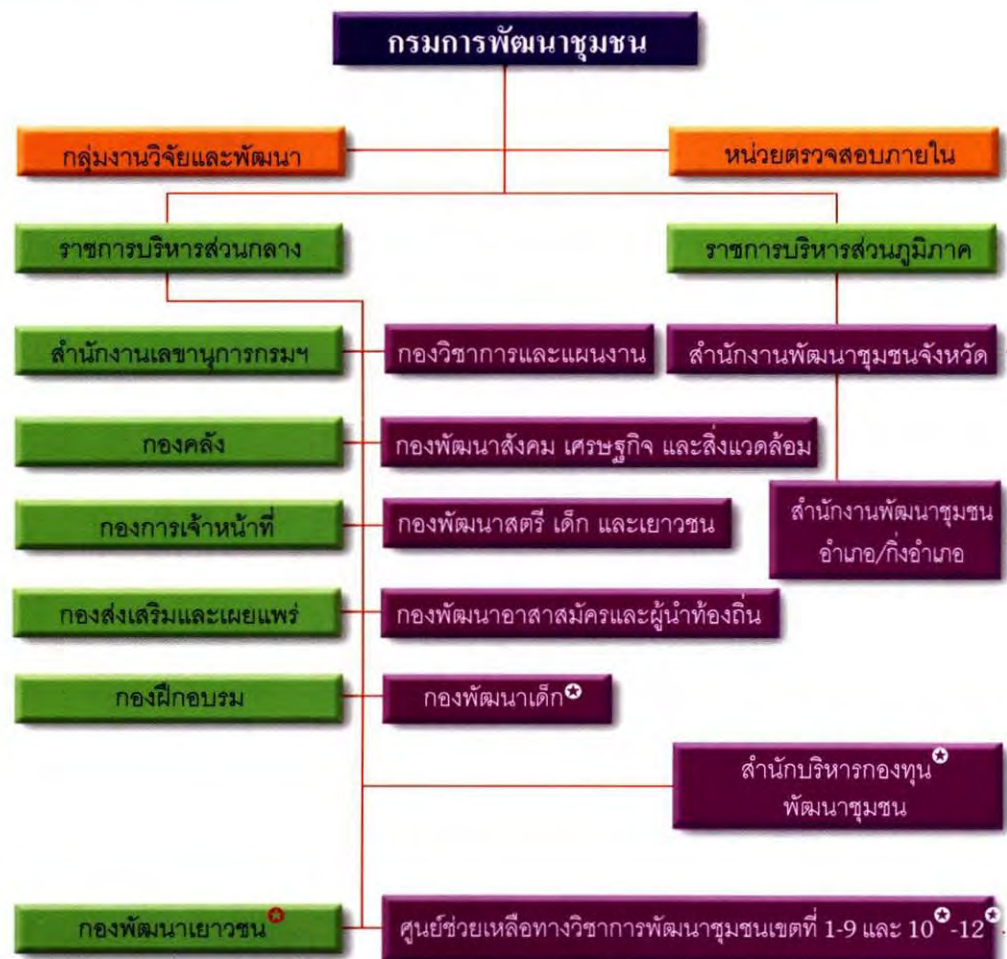 กรมการพัฒนาชุมชน
กลุ่มงานวิจัยและพัฒนา
หน่วยตรวจสอบภายใน
ราชการบริหารส่วนกลาง
ราชการบริหารส่วนภูมิภาค
สำนักงานเลขานุการกรมฯ
กองวิชาการและแผนงาน
สำนักงานพัฒนาชุมชนจังหวัด
กองคลัง
กองพัฒนาสังคม เศรษฐกิจ และสิ่งแวดล้อม
กองการเจ้าหน้าที่
กองพัฒนาสตรี เด็ก และเยาวชน
สำนักงานพัฒนาชุมชน
อำเภอ/กิ่งอำเภอ
กองส่งเสริมและเผยแพร่
กองพัฒนาอาสาสมัครและผู้นำท้องถิ่น
กองฝึกอบรม
กองพัฒนาเด็ก✪
สำนักบริหารกองทุน✪
พัฒนาชุมชน
กองพัฒนาเยาวชน✪
ศูนย์ช่วยเหลือทางวิชาการพัฒนาชุมชนเขตที่ 1-9 และ 10✪-12✪